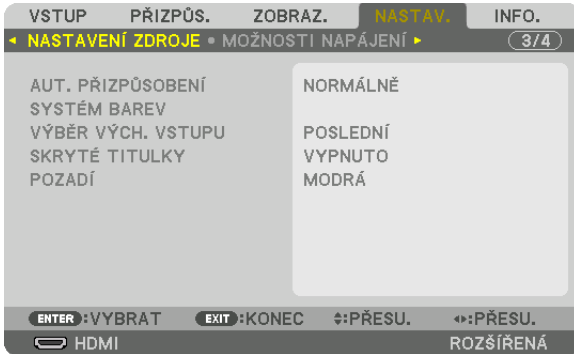 VSTUP PŘIZPŮS. ZOBRAZ. NASTAV. INFO.
NASTAVENÍ ZDROJE • MOŽNOSTI NAPÁJENÍ 3/4
AUT. PŘIZPŮSOBENÍ NORMÁLNĚ
SYSTÉM BAREV
VÝBĚR VÝCH. VSTUPU POSLEDNÍ
SKRYTÉ TITULKY VYPNUTO
POZADÍ MODRÁ
ENTER :VYBRAT EXIT :KONEC :PŘESU. :PŘESU.
HDMI ROZŠÍŘENÁ